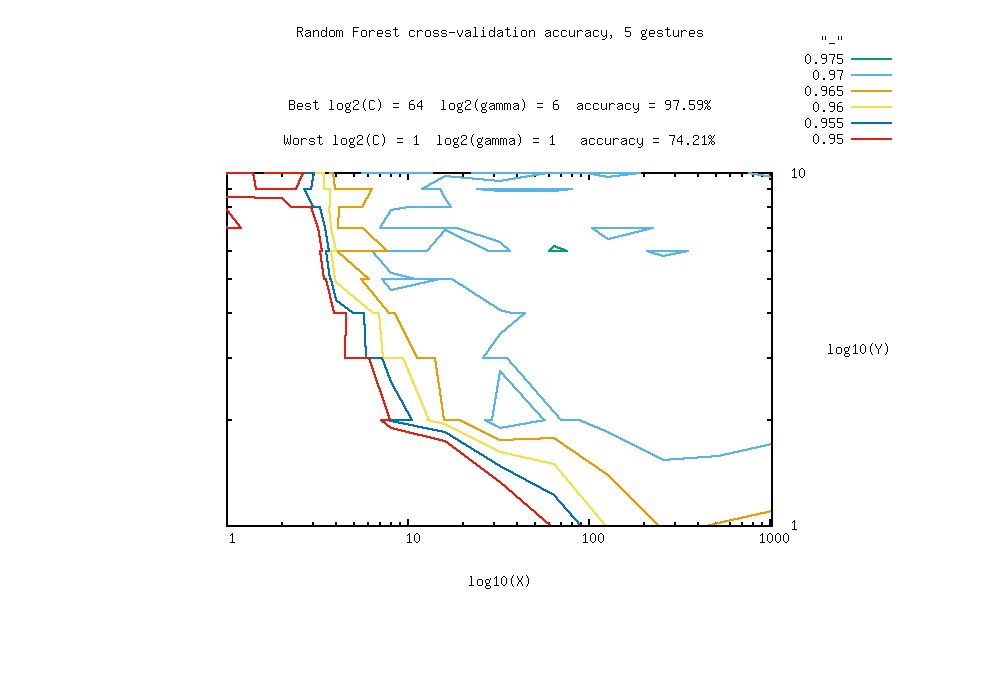 Random Forest cross-validation accuracy, 5 gestures
"_"
0.975
0.97
0.965
0.96
0.955
0.95
Best log2(C) = 64 log2(gamma) = 6 accuracy = 97.59%
Worst log2(C) = 1 log2(gamma) = 1 accuracy = 74.21%
10
log10(Y)
1
1 10 100 1000
log10(X)